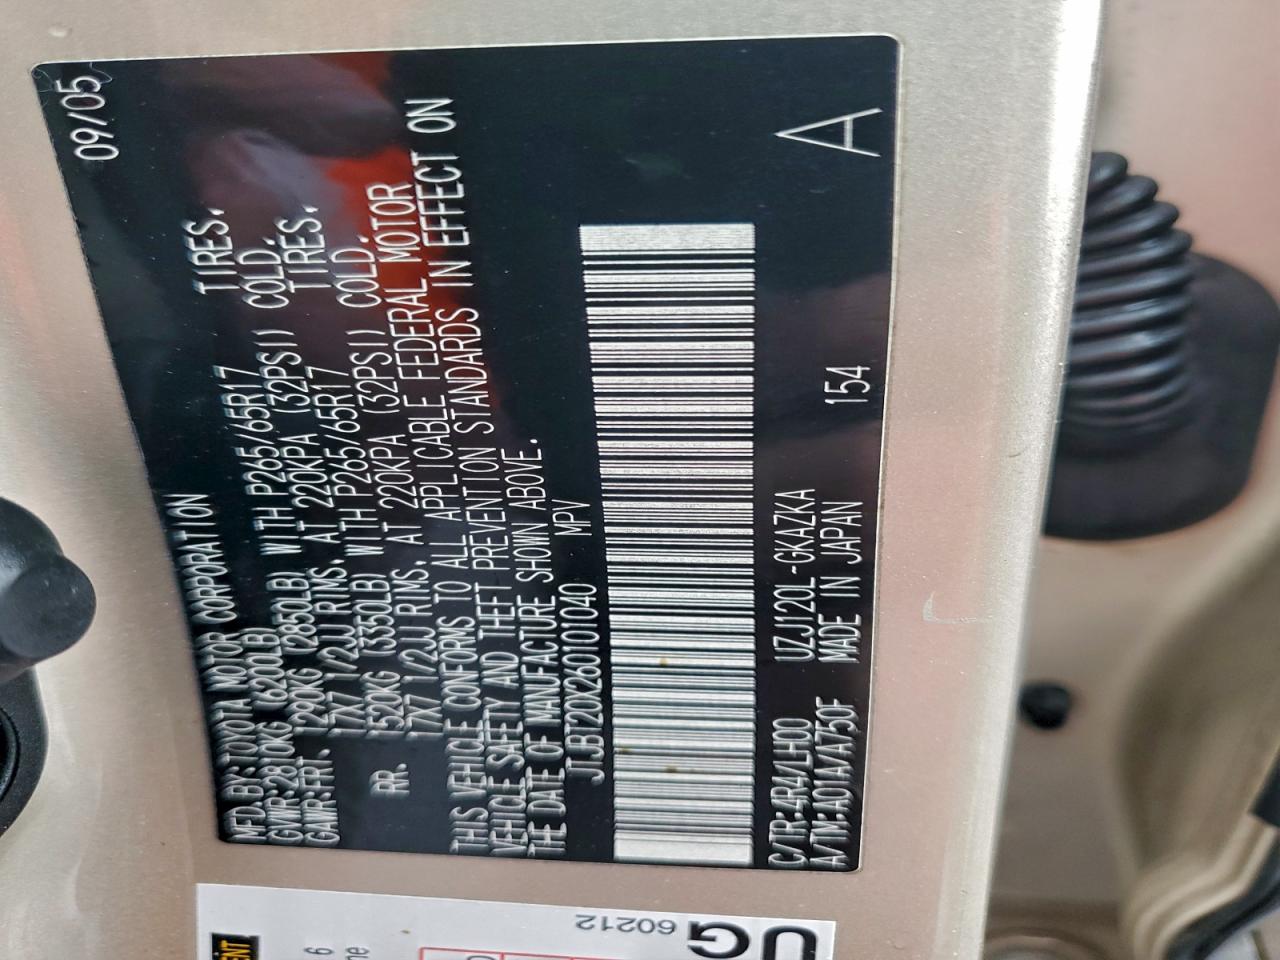 09/05
MFD. BY: TOYOTA MOTOR CORPORATION
GVWR: 2810KG (6200LB)
GAWR: FRT. 1290KG (2850LB) WITH P265/65R17 TIRES.
17X7 1/2JJ RIMS, AT 220KPA (32PSI) COLD.
RR. 1520KG (3350LB) WITH P265/65R17 TIRES.
17X7 1/2JJ RIMS, AT 220KPA (32PSI) COLD.
THIS VEHICLE CONFORMS TO ALL APPLICABLE FEDERAL MOTOR
VEHICLE SAFETY AND THEFT PREVENTION STANDARDS IN EFFECT ON
THE DATE OF MANUFACTURE SHOWN ABOVE.
JTJBT20X260101040 MPV
C/TR: 4R4/LH00 UZJ120L-GKAZKA
A/TM: A01A/A750F MADE IN JAPAN 154
A
60212
UG
ENT
6